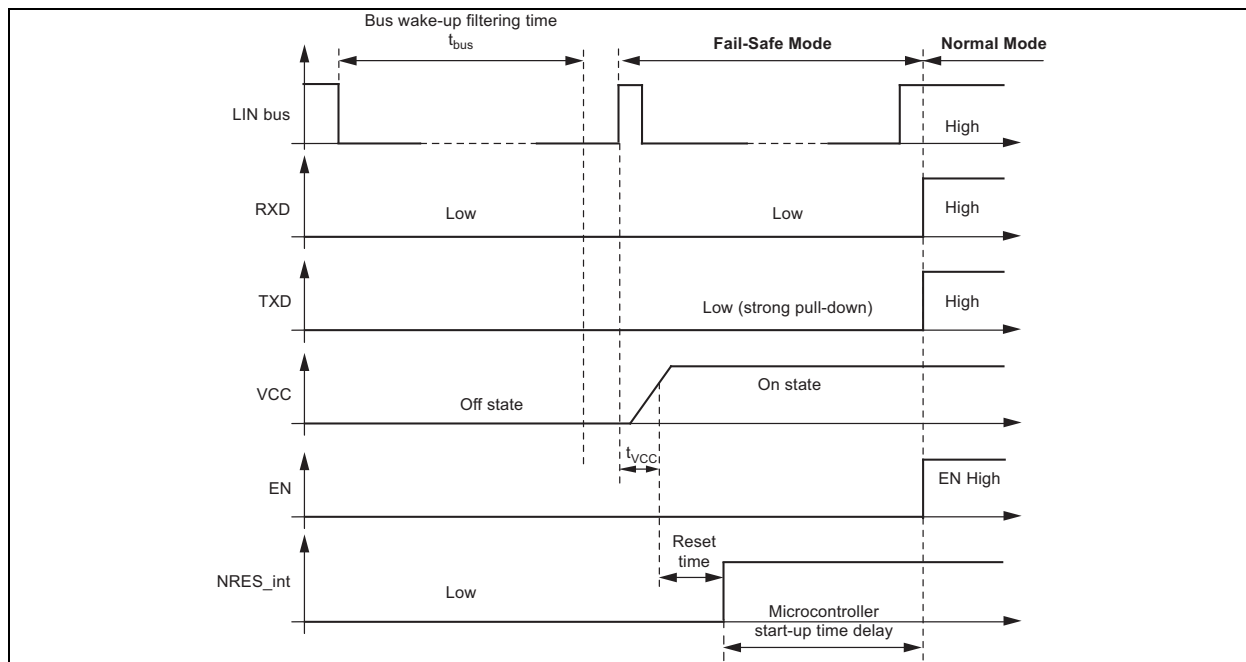 Bus wake-up filtering time
tbus
Fail-Safe Mode
Normal Mode
LIN bus
High
RXD
Low
Low
High
TXD
Low (strong pull-down)
High
VCC
Off state
On state
tVCC
EN
EN High
Reset
time
NRES_int
Low
Microcontroller
start-up time delay